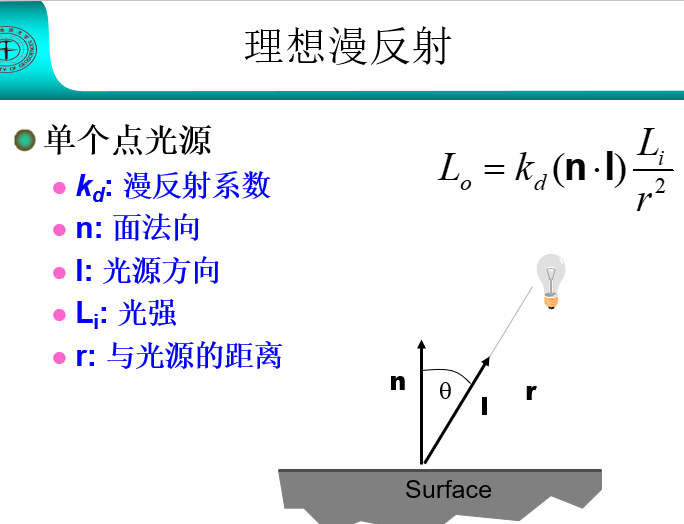 理想漫反射
单个点光源
k_d: 漫反射系数
n: 面法向
l: 光源方向
L_i: 光强
r: 与光源的距离
L_o = k_d (n · l) L_i / r^2
n
θ
l
r
Surface